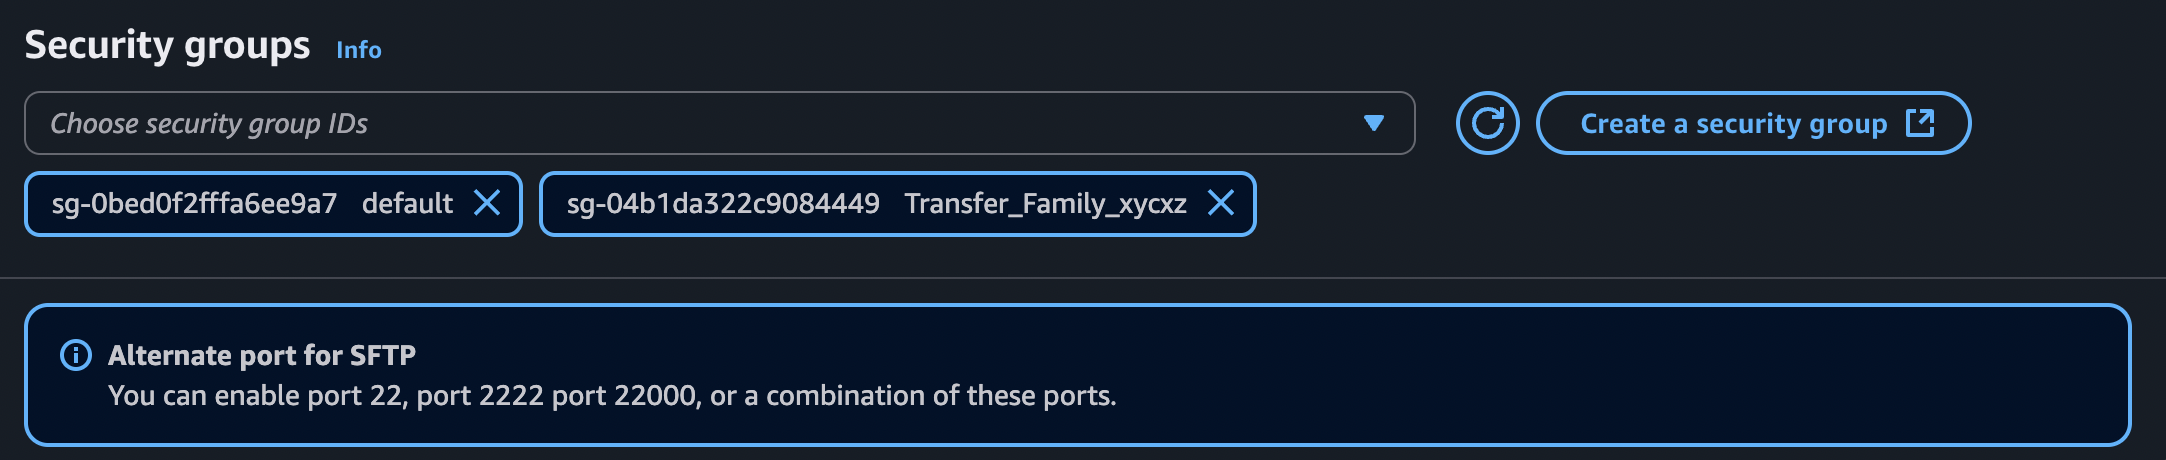 Security groups Info
Choose security group IDs
Create a security group
sg-0bed0f2fffa6ee9a7 default
sg-04b1da322c9084449 Transfer_Family_xycxz
Alternate port for SFTP
You can enable port 22, port 2222 port 22000, or a combination of these ports.